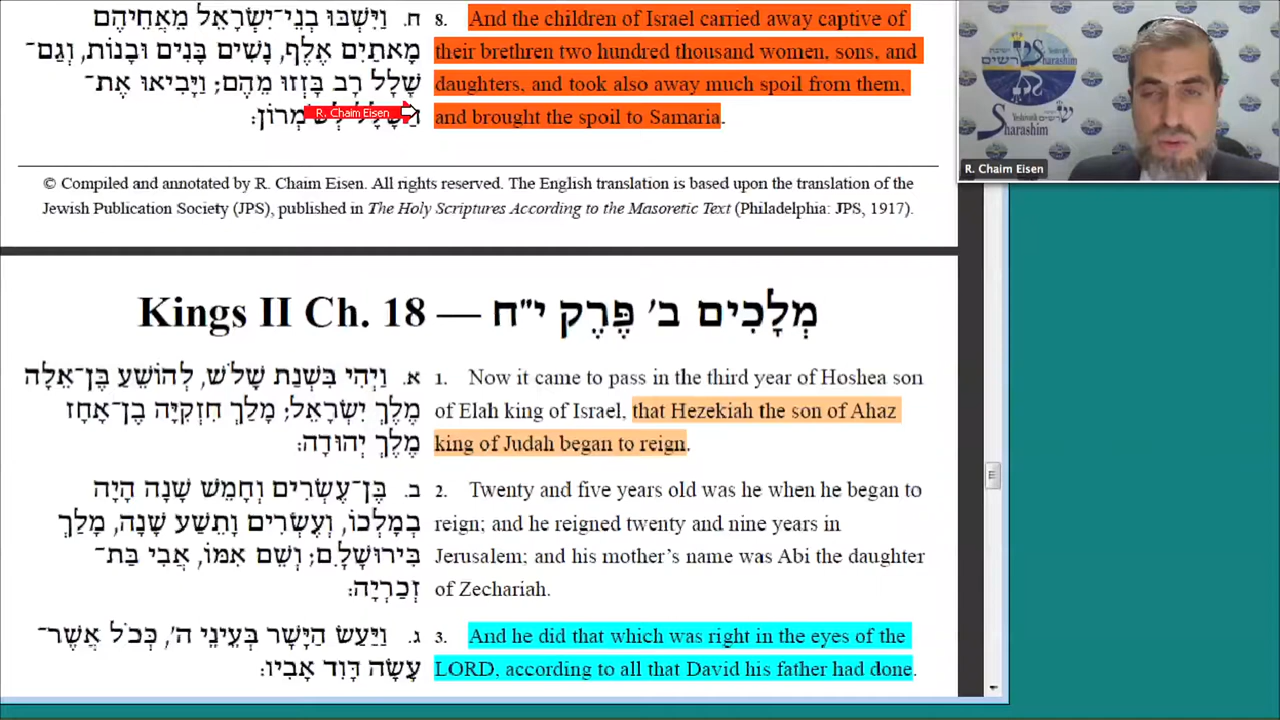 ח. וַיִּשְׁבּוּ בְנֵי־יִשְׂרָאֵל מֵאֲחֵיהֶם
מָאתַיִם אֶלֶף, נָשִׁים בָּנִים וּבָנוֹת, וְגַם־
שָׁלָל רָב בָּזְזוּ מֵהֶם; וַיָּבִיאוּ אֶת־
לְשֹׁמְרוֹן:
8. And the children of Israel carried away captive of
their brethren two hundred thousand women, sons, and
daughters, and took also away much spoil from them,
and brought the spoil to Samaria.
R. Chaim Eisen
© Compiled and annotated by R. Chaim Eisen. All rights reserved. The English translation is based upon the translation of the
Jewish Publication Society (JPS), published in The Holy Scriptures According to the Masoretic Text (Philadelphia: JPS, 1917).
Kings II Ch. 18 — מְלָכִים ב׳ פֶּרֶק י״ח
א. וַיְהִי בִּשְׁנַת שָׁלֹשׁ, לְהוֹשֵׁעַ בֶּן־אֵלָה
מֶלֶךְ יִשְׂרָאֵל; מָלַךְ חִזְקִיָּה בֶן־אָחָז
מֶלֶךְ יְהוּדָה:
1. Now it came to pass in the third year of Hoshea son
of Elah king of Israel, that Hezekiah the son of Ahaz
king of Judah began to reign.
ב. בֶּן־עֶשְׂרִים וְחָמֵשׁ שָׁנָה הָיָה
בְמָלְכוֹ, וְעֶשְׂרִים וָתֵשַׁע שָׁנָה, מָלַךְ
בִּירוּשָׁלָ͏ִם; וְשֵׁם אִמּוֹ, אֲבִי בַּת־
זְכַרְיָה:
2. Twenty and five years old was he when he began to
reign; and he reigned twenty and nine years in
Jerusalem; and his mother’s name was Abi the daughter
of Zechariah.
ג. וַיַּעַשׂ הַיָּשָׁר בְּעֵינֵי ה׳, כְּכֹל אֲשֶׁר־
עָשָׂה דָּוִד אָבִיו:
3. And he did that which was right in the eyes of the
LORD, according to all that David his father had done.
Yeshivat
Sharashim
R. Chaim Eisen